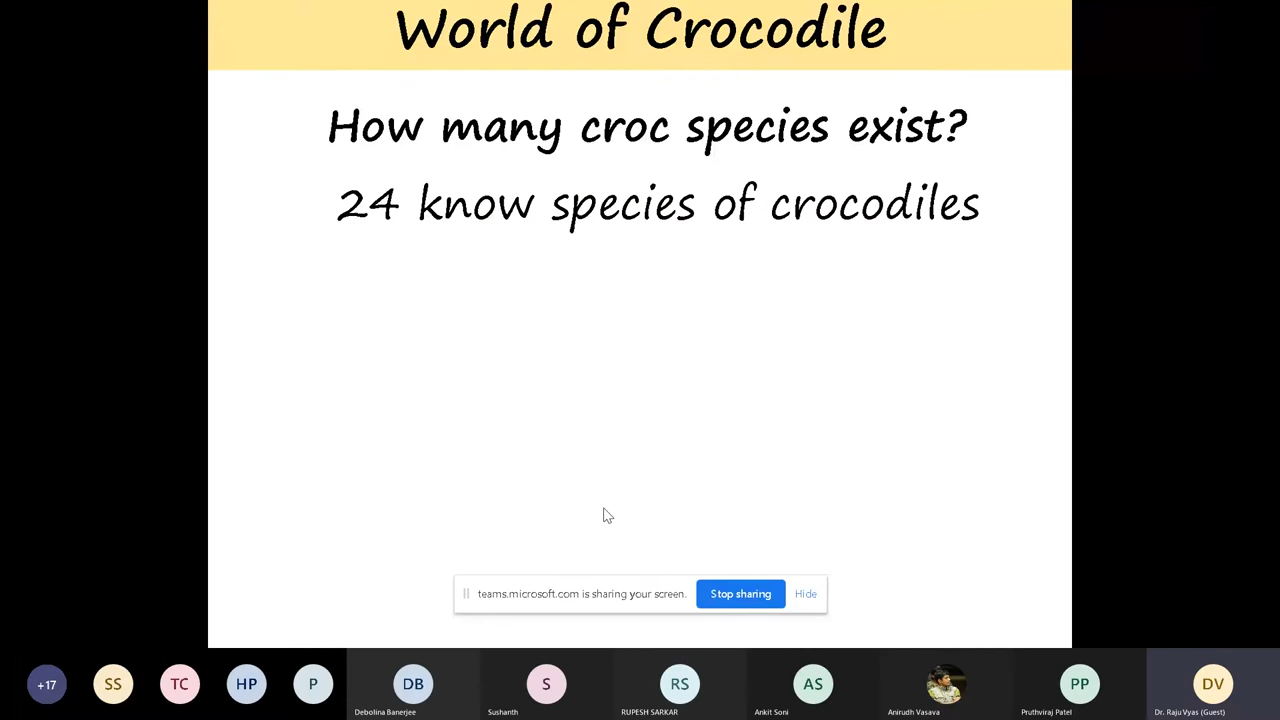 World of Crocodile
How many croc species exist?
24 know species of crocodiles
teams.microsoft.com is sharing your screen.
Stop sharing
Hide
+17
SS
TC
HP
P
DB
S
RS
AS
PP
DV
Debolina Banerjee
Sushanth
RUPESH SARKAR
Ankit Soni
Anirudh Vasava
Pruthviraj Patel
Dr. Raju Vyas (Guest)